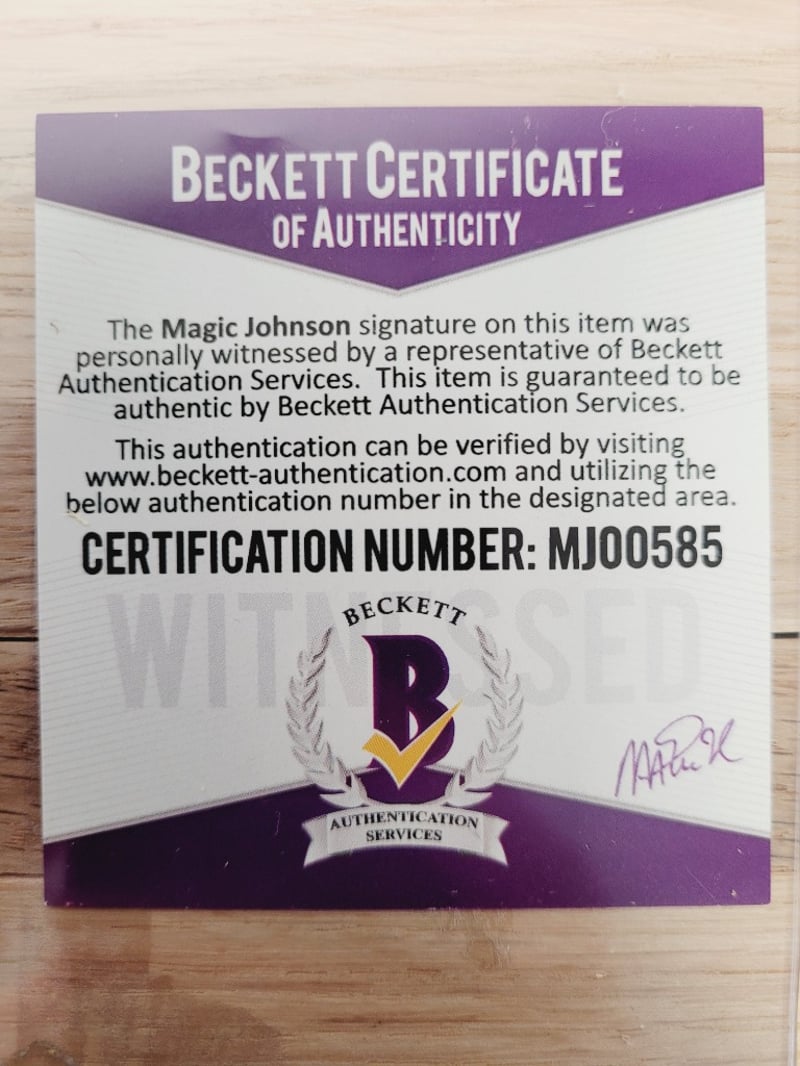 BECKETT CERTIFICATE
OF AUTHENTICITY
The Magic Johnson signature on this item was
personally witnessed by a representative of Beckett
Authentication Services. This item is guaranteed to be
authentic by Beckett Authentication Services.
This authentication can be verified by visiting
www.beckett-authentication.com and utilizing the
below authentication number in the designated area.
CERTIFICATION NUMBER: MJ00585
WITNESSED
BECKETT
B
AUTHENTICATION
SERVICES